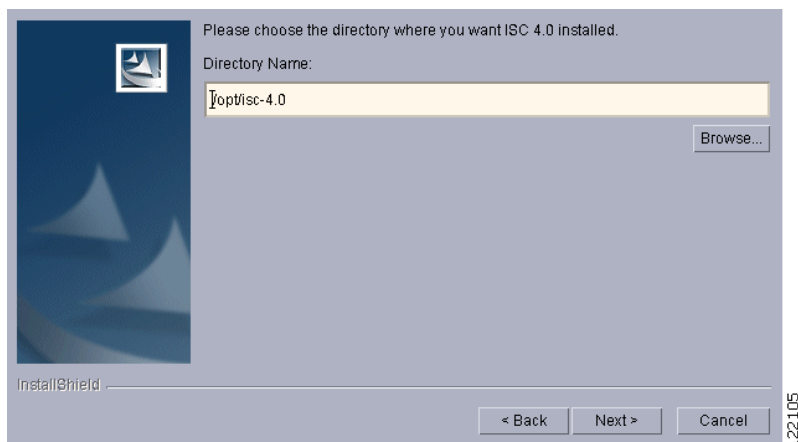 Please choose the directory where you want ISC 4.0 installed.
Directory Name:
/opt/isc-4.0
Browse...
InstallShield
< Back
Next >
Cancel
22105